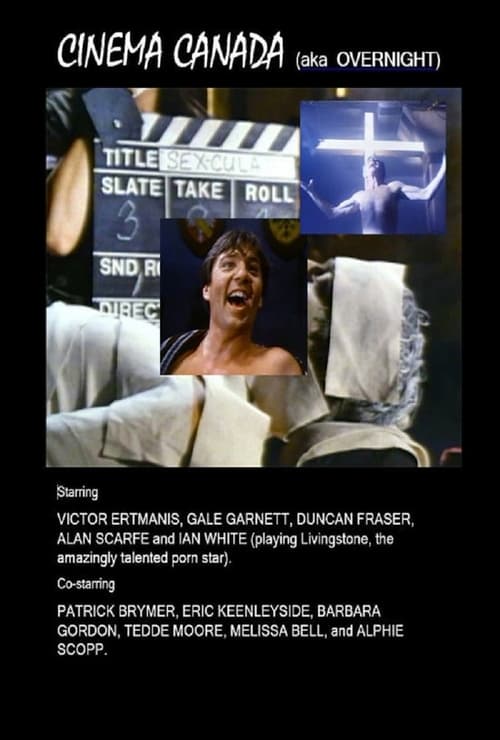 CINEMA CANADA (aka OVERNIGHT)
TITLE SEX-CULA
SLATE TAKE ROLL
3
SND R
DIREC
Starring
VICTOR ERTMANIS, GALE GARNETT, DUNCAN FRASER,
ALAN SCARFE and IAN WHITE (playing Livingstone, the
amazingly talented porn star).
Co-starring
PATRICK BRYMER, ERIC KEENLEYSIDE, BARBARA
GORDON, TEDDE MOORE, MELISSA BELL, and ALPHIE
SCOPP.